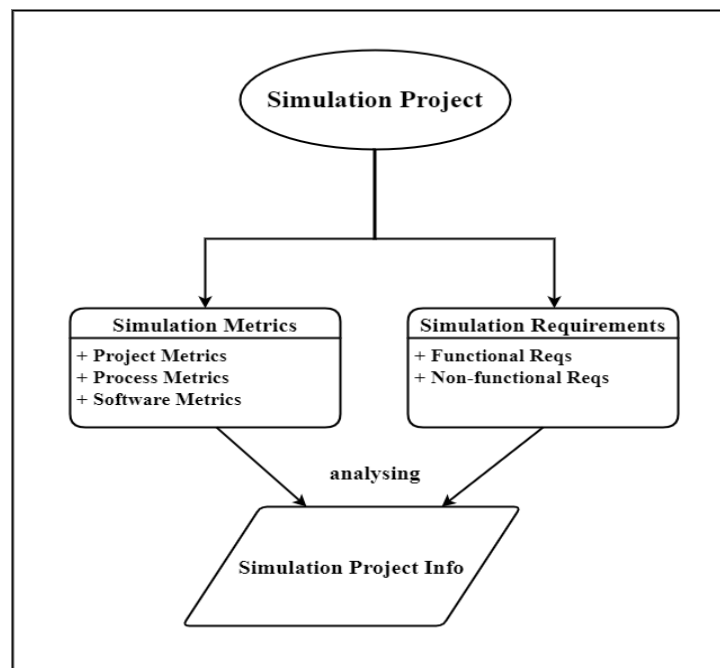 Simulation Project
Simulation Metrics
+ Project Metrics
+ Process Metrics
+ Software Metrics
Simulation Requirements
+ Functional Reqs
+ Non-functional Reqs
analysing
Simulation Project Info